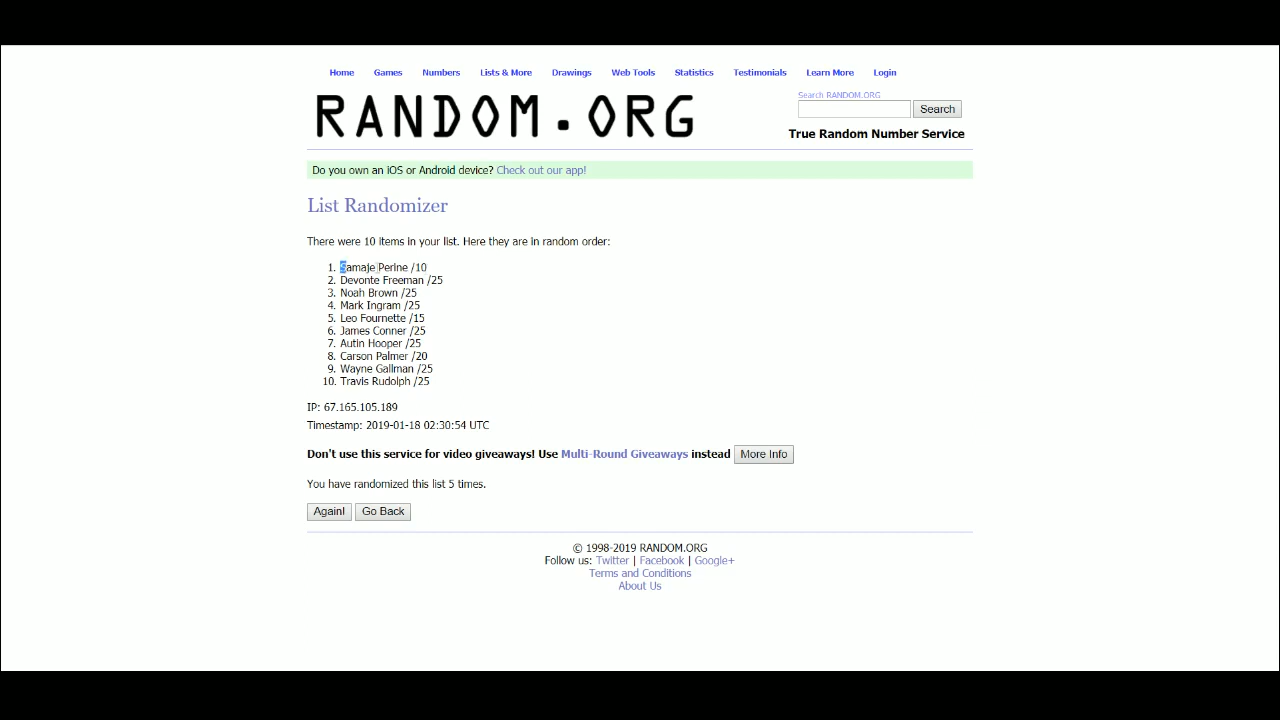 Home Games Numbers Lists & More Drawings Web Tools Statistics Testimonials Learn More Login
RANDOM.ORG
Search RANDOM.ORG
Search
True Random Number Service
Do you own an iOS or Android device? Check out our app!
List Randomizer
There were 10 items in your list. Here they are in random order:
1. Samaje Perine /10
2. Devonte Freeman /25
3. Noah Brown /25
4. Mark Ingram /25
5. Leo Fournette /15
6. James Conner /25
7. Autin Hooper /25
8. Carson Palmer /20
9. Wayne Gallman /25
10. Travis Rudolph /25
IP: 67.165.105.189
Timestamp: 2019-01-18 02:30:54 UTC
Don't use this service for video giveaways! Use Multi-Round Giveaways instead More Info
You have randomized this list 5 times.
Again! Go Back
© 1998-2019 RANDOM.ORG
Follow us: Twitter | Facebook | Google+
Terms and Conditions
About Us